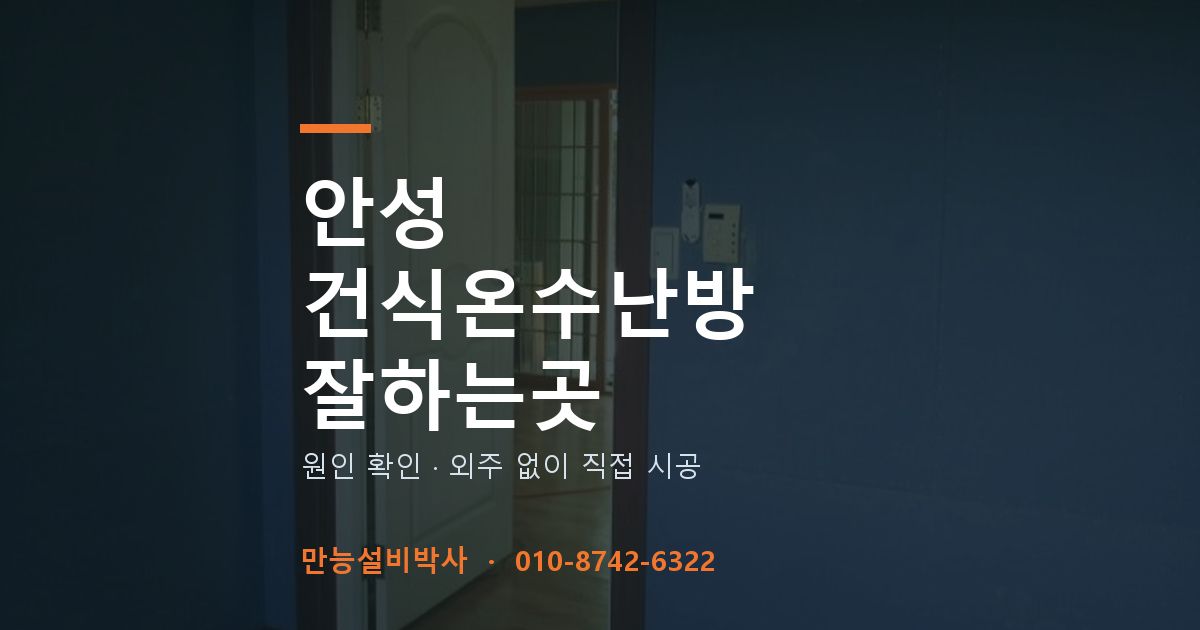 안성
건식온수난방
잘하는곳
원인 확인 · 외주 없이 직접 시공
만능설비박사 · 010-8742-6322